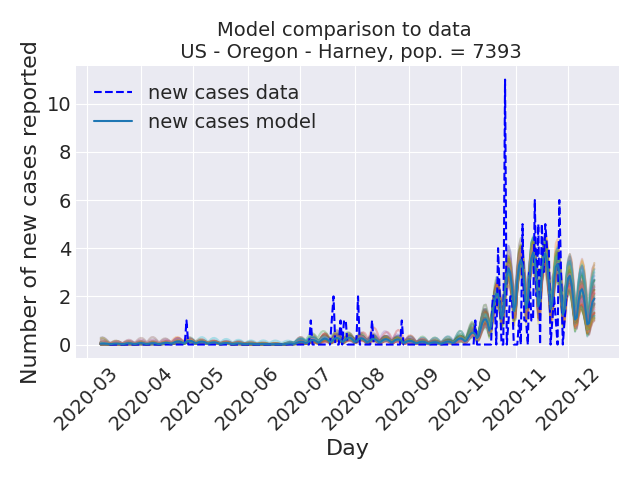 Model comparison to data
US - Oregon - Harney, pop. = 7393
Number of new cases reported
new cases data
new cases model
10
8
6
4
2
0
2020-03
2020-04
2020-05
2020-06
2020-07
2020-08
2020-09
2020-10
2020-11
2020-12
Day